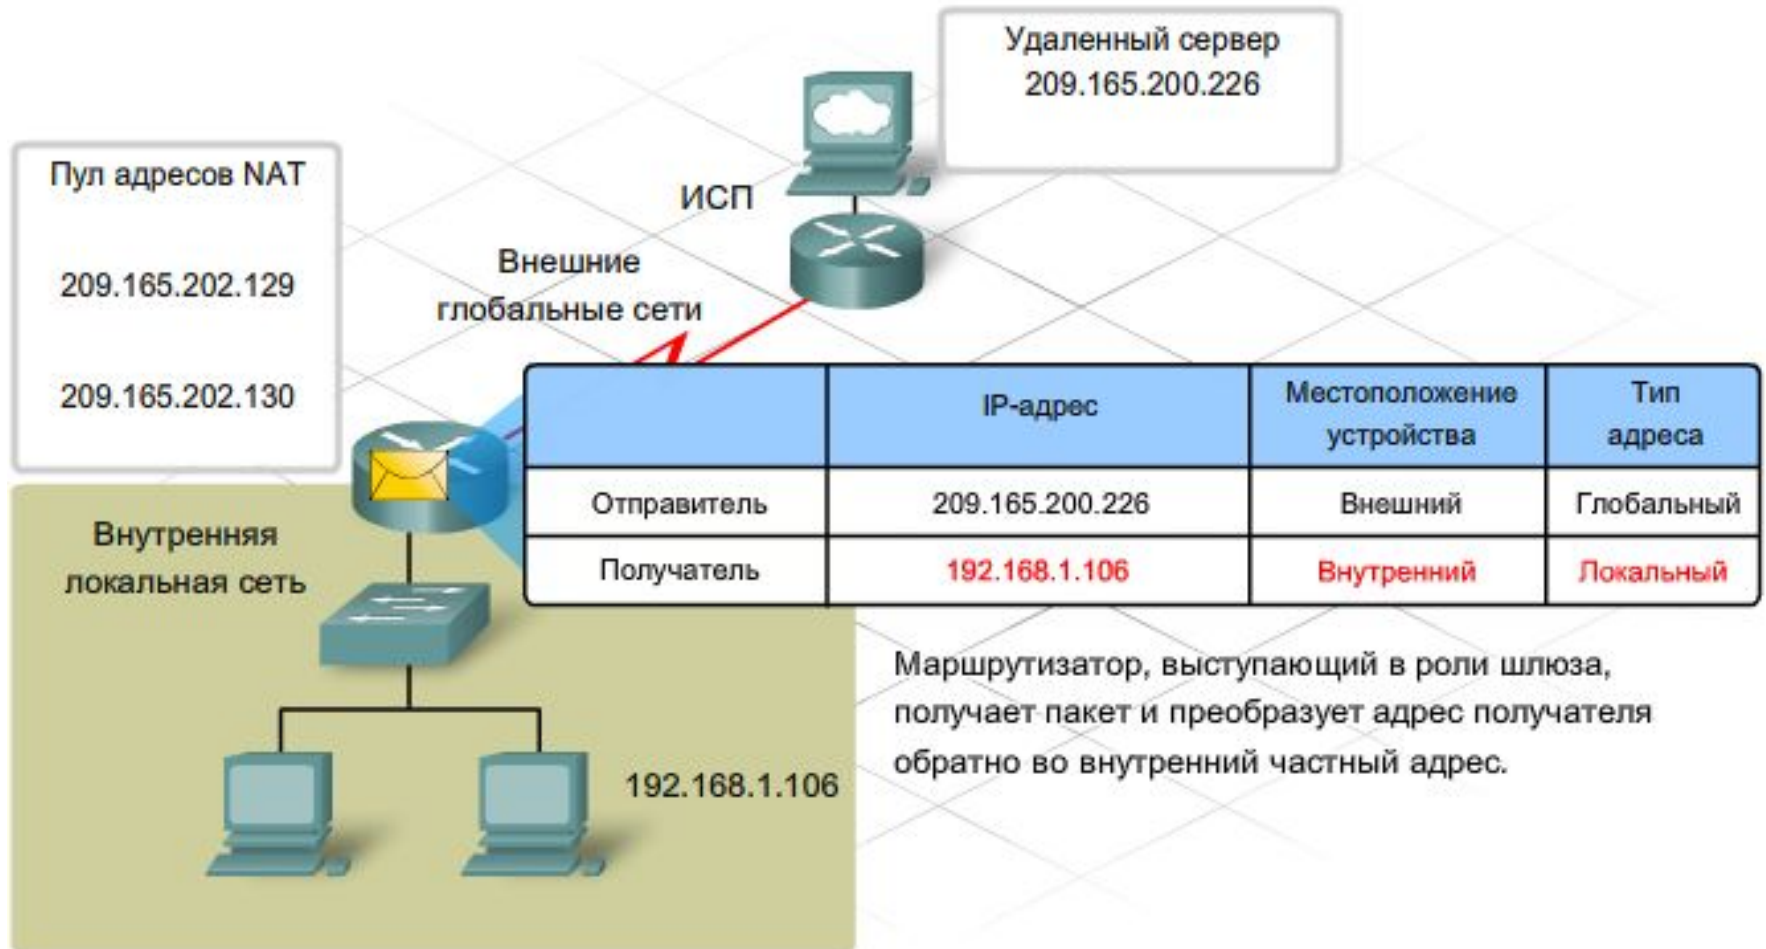 Удаленный сервер
209.165.200.226
Пул адресов NAT
209.165.202.129
209.165.202.130
ИСП
Внешние
глобальные сети
IP-адрес
Местоположение
устройства
Тип
адреса
Отправитель
209.165.200.226
Внешний
Глобальный
Получатель
192.168.1.106
Внутренний
Локальный
Внутренняя
локальная сеть
192.168.1.106
Маршрутизатор, выступающий в роли шлюза,
получает пакет и преобразует адрес получателя
обратно во внутренний частный адрес.